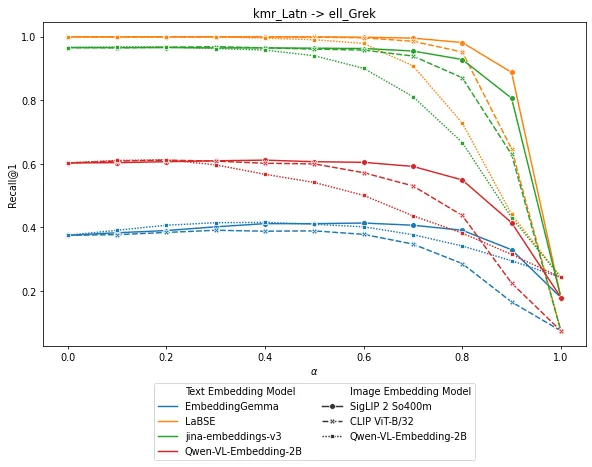 kmr_Latn -> ell_Grek
Recall@1
1.0
0.8
0.6
0.4
0.2
0.0 0.2 0.4 0.6 0.8 1.0
α
Text Embedding Model
EmbeddingGemma
LaBSE
jina-embeddings-v3
Qwen-VL-Embedding-2B
Image Embedding Model
SigLIP 2 So400m
CLIP ViT-B/32
Qwen-VL-Embedding-2B